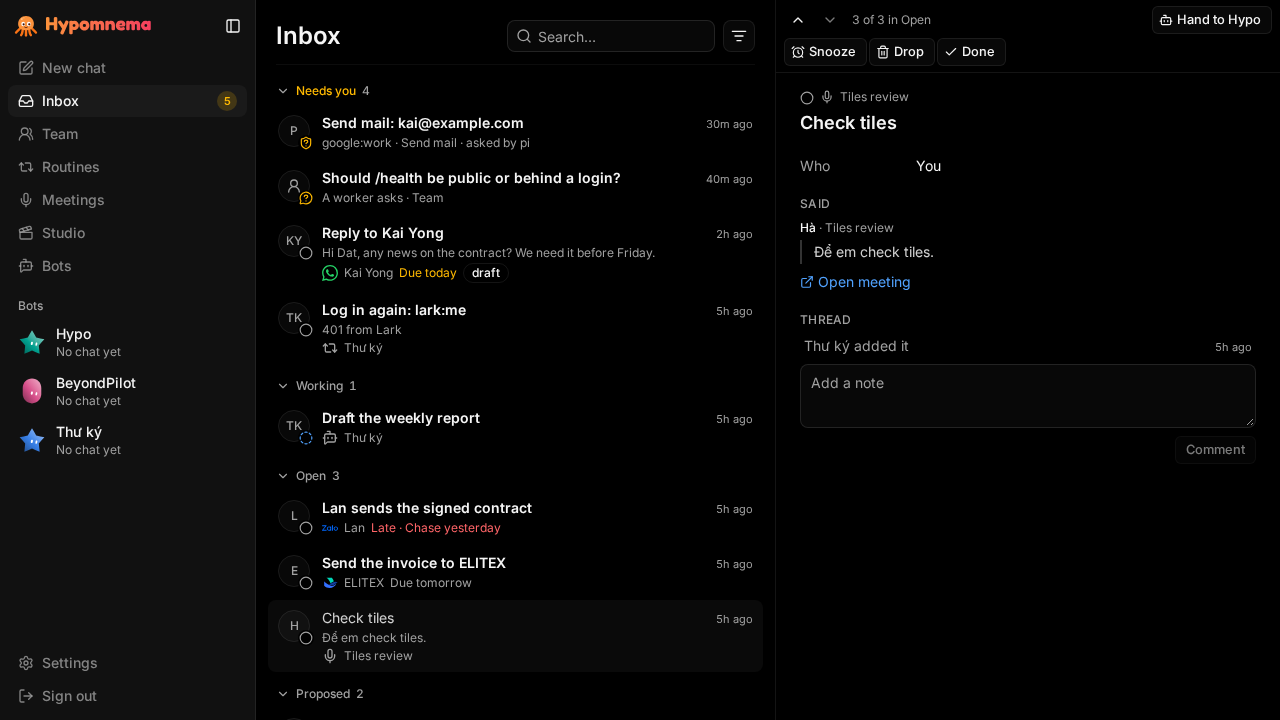 Hypomnema
New chat
Inbox
5
Team
Routines
Meetings
Studio
Bots
Bots
Hypo
No chat yet
BeyondPilot
No chat yet
Thư ký
No chat yet
Settings
Sign out
Inbox
Search...
Needs you 4
P
Send mail: kai@example.com
30m ago
google:work · Send mail · asked by pi
Should /health be public or behind a login?
40m ago
A worker asks · Team
KY
Reply to Kai Yong
2h ago
Hi Dat, any news on the contract? We need it before Friday.
Kai Yong Due today draft
TK
Log in again: lark:me
5h ago
401 from Lark
Thư ký
Working 1
TK
Draft the weekly report
5h ago
Thư ký
Open 3
L
Lan sends the signed contract
5h ago
Zalo Lan Late · Chase yesterday
E
Send the invoice to ELITEX
5h ago
ELITEX Due tomorrow
H
Check tiles
5h ago
Để em check tiles.
Tiles review
Proposed 2
3 of 3 in Open
Hand to Hypo
Snooze
Drop
Done
Tiles review
Check tiles
Who You
SAID
Hà · Tiles review
Để em check tiles.
Open meeting
THREAD
Thư ký added it
5h ago
Add a note
Comment